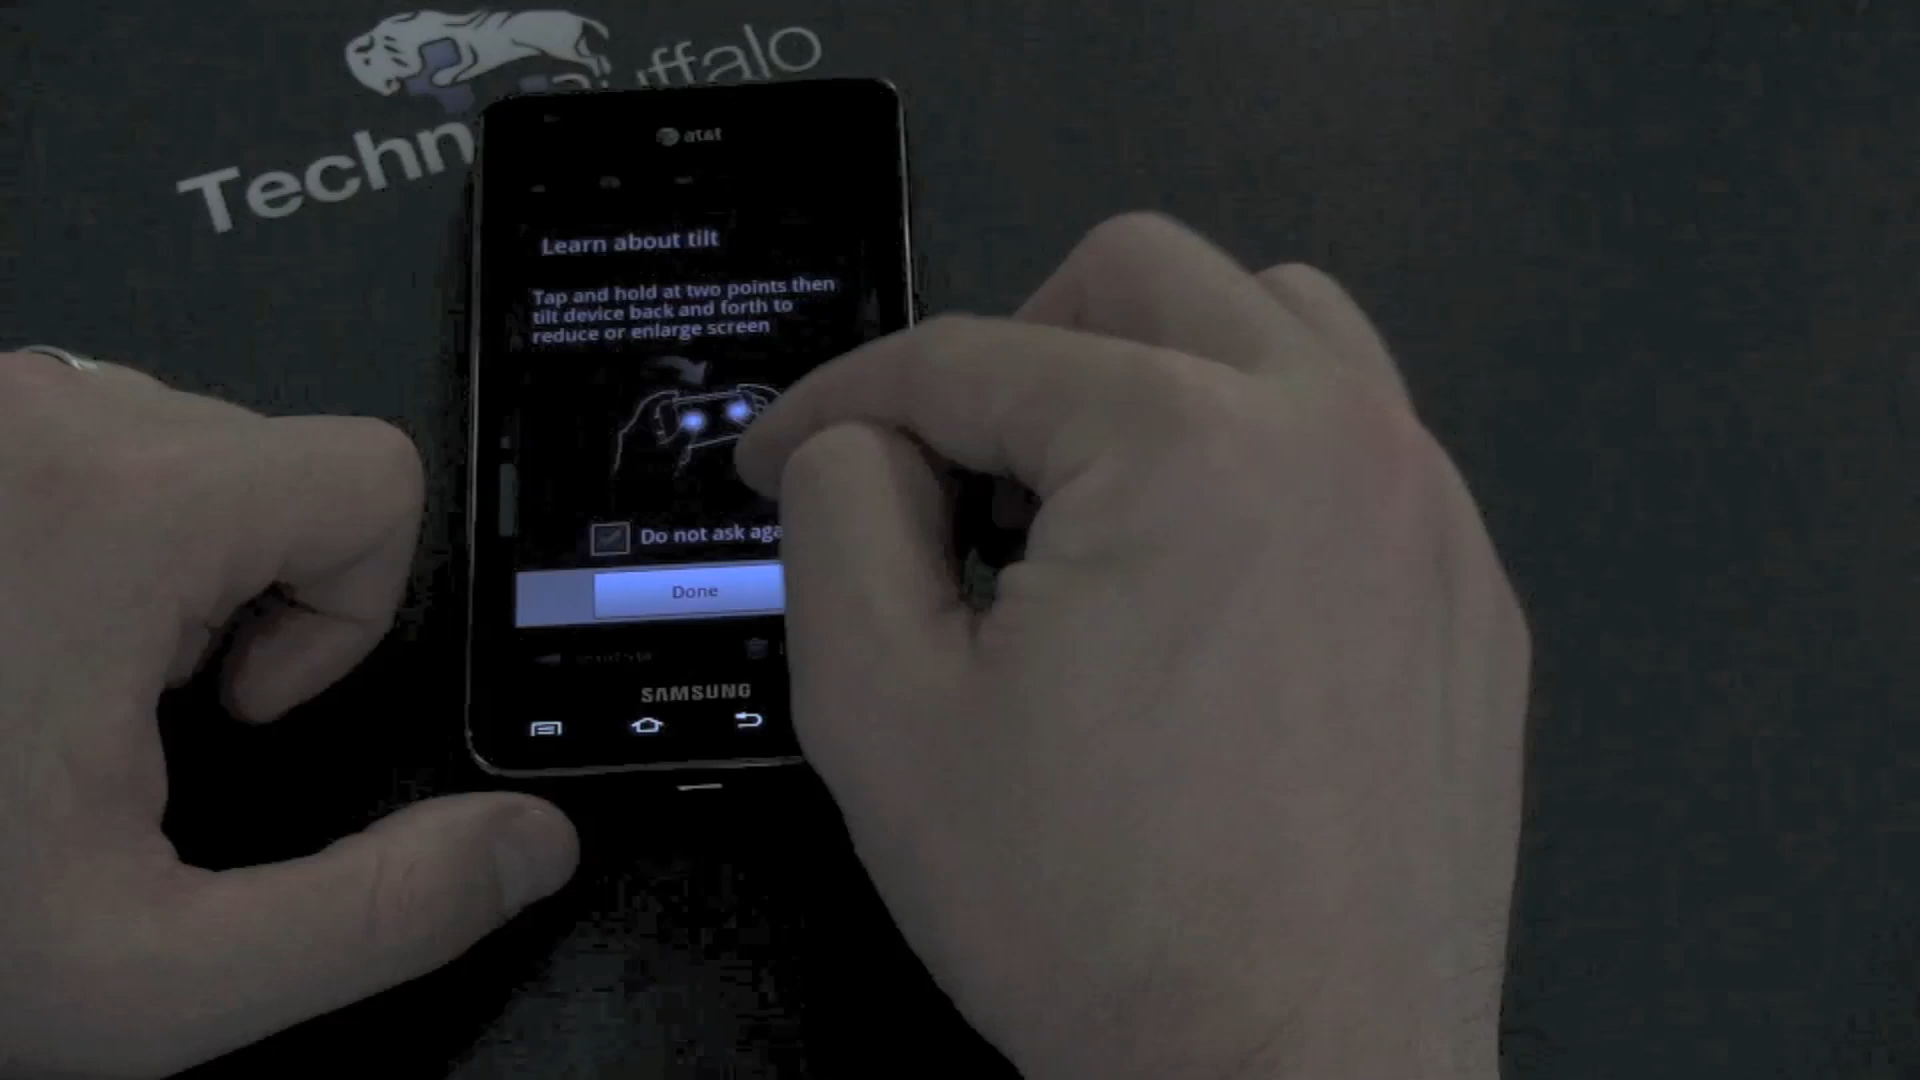 Techn uffalo
at&t
Learn about tilt
Tap and hold at two points then
tilt device back and forth to
reduce or enlarge screen
Do not ask aga
Done
SAMSUNG